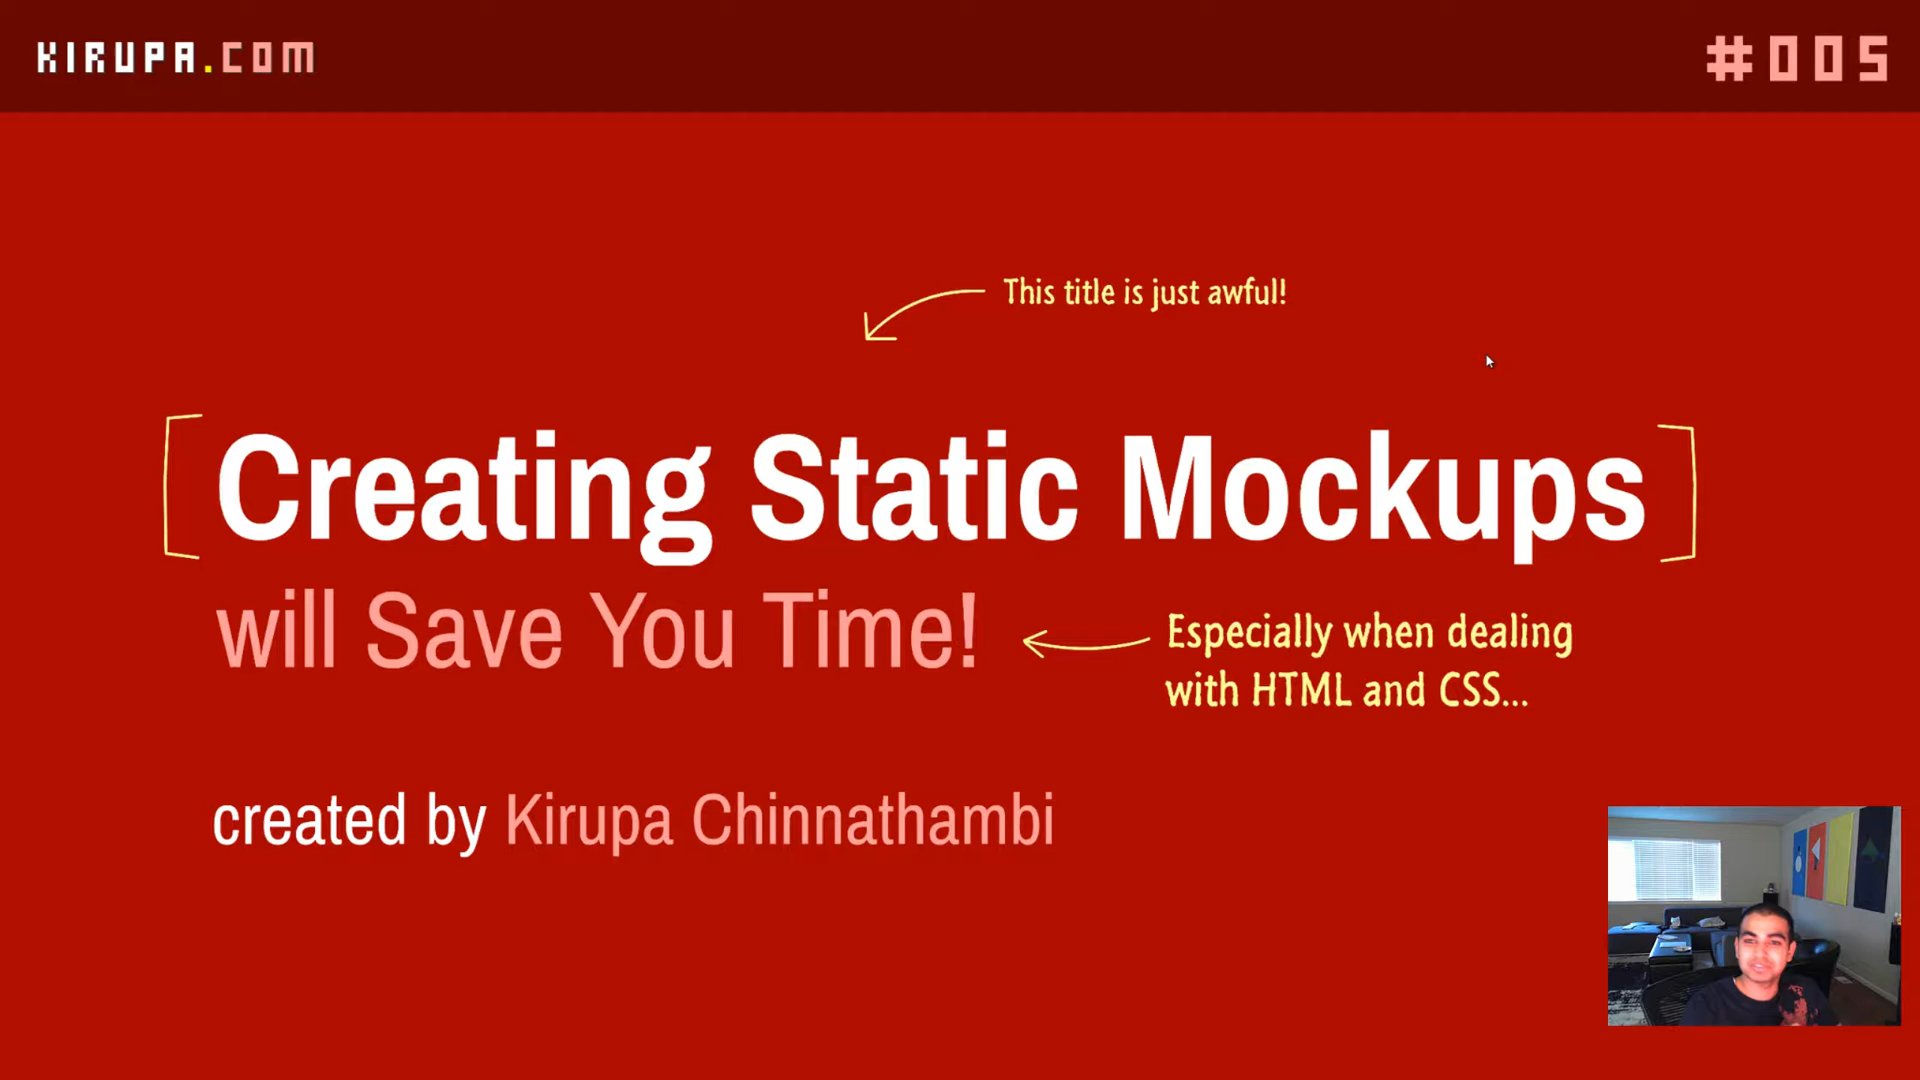 KIRUPA.COM
#005
This title is just awful!
Creating Static Mockups
will Save You Time!
Especially when dealing
with HTML and CSS...
created by Kirupa Chinnathambi